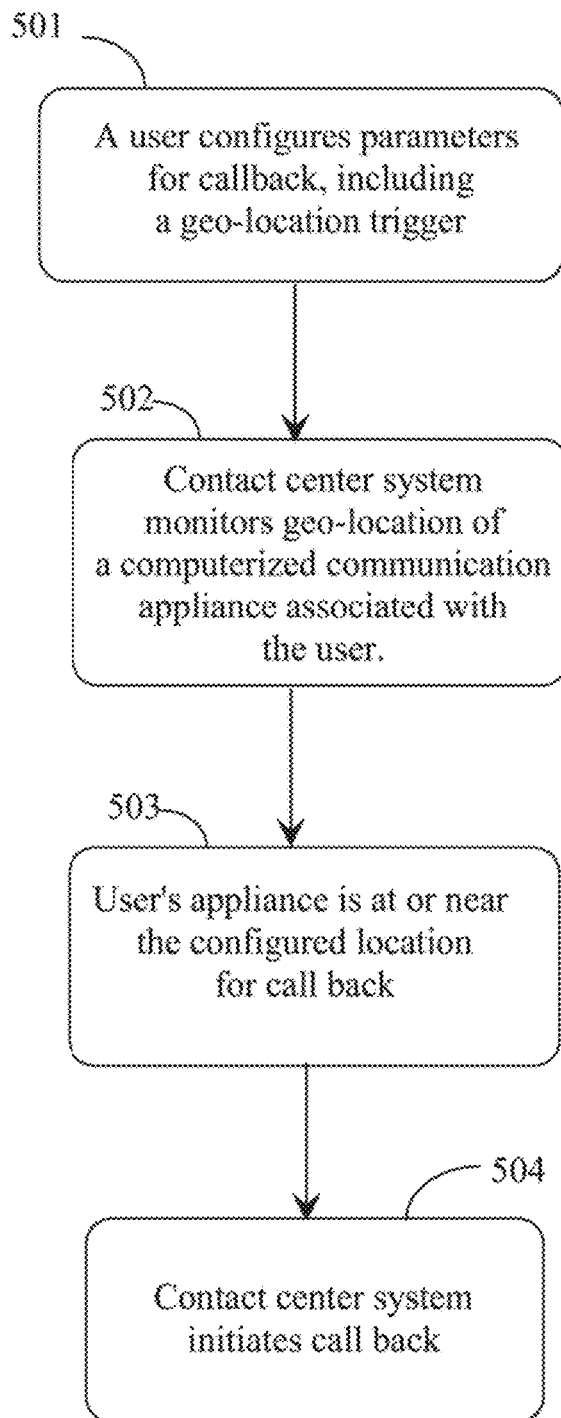 501
A user configures parameters
for callback, including
a geo-location trigger
502
Contact center system
monitors geo-location of
a computerized communication
appliance associated with
the user.
503
User's appliance is at or near
the configured location
for call back
504
Contact center system
initiates call back